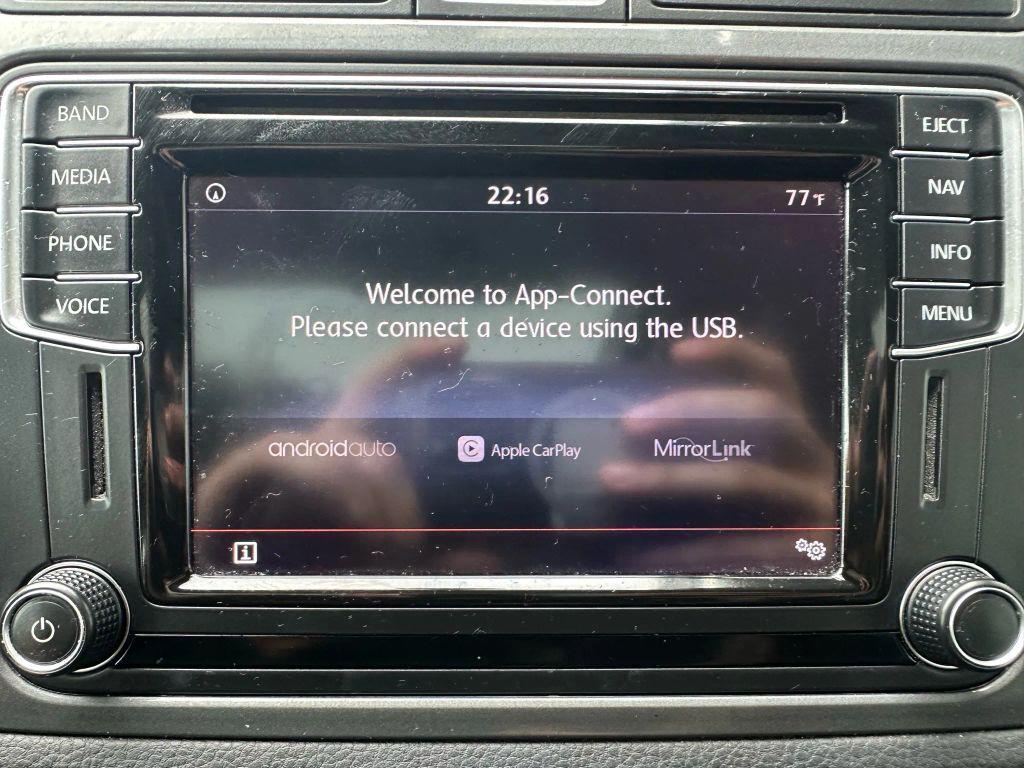 BAND
MEDIA
PHONE
VOICE
EJECT
NAV
INFO
MENU
22:16
77°F
Welcome to App-Connect.
Please connect a device using the USB.
androidauto
Apple CarPlay
MirrorLink
i